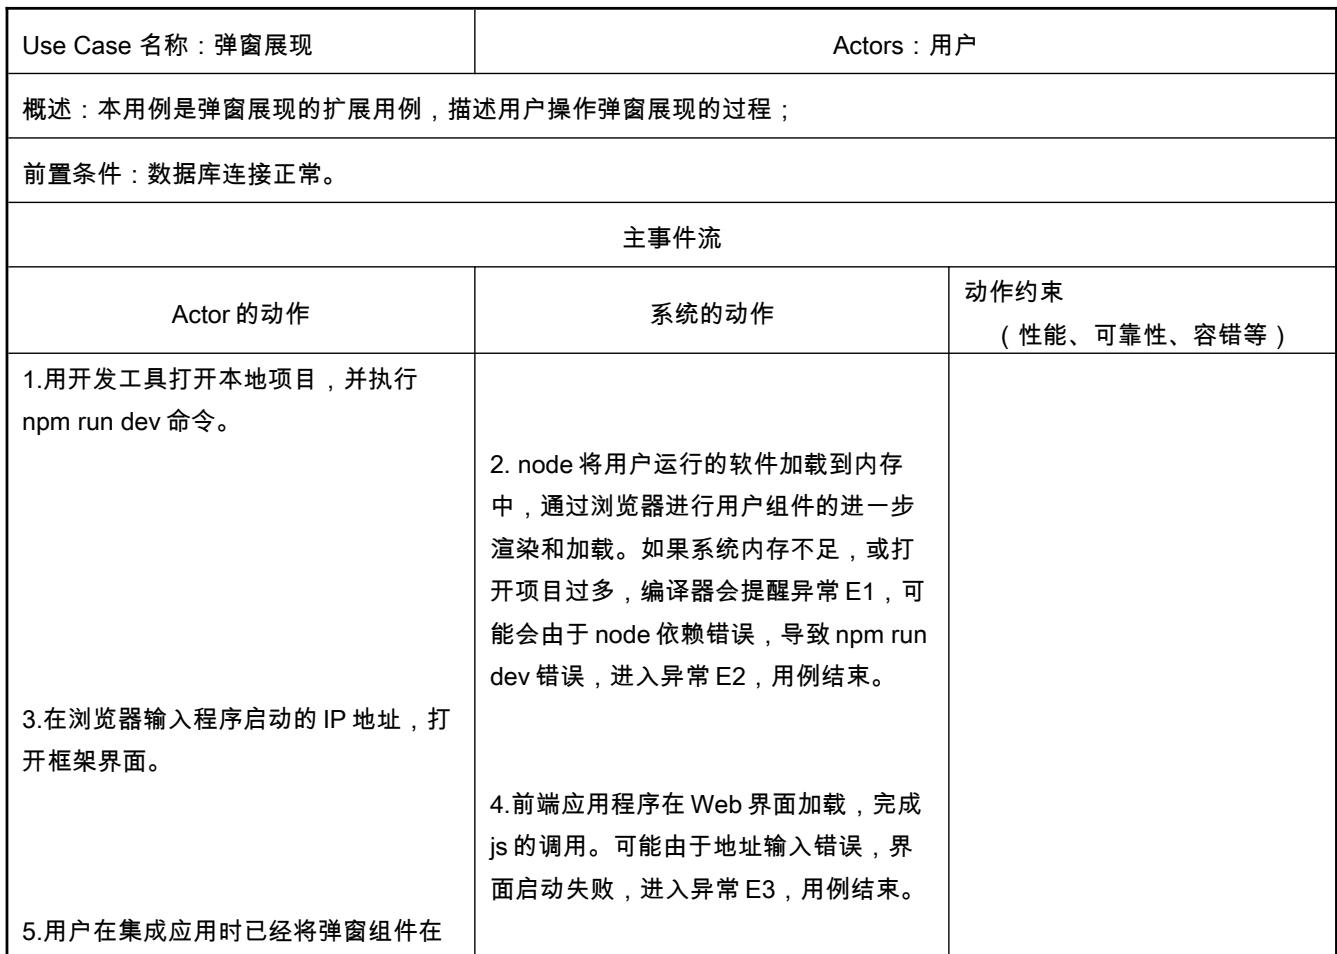 Use Case 名称：弹窗展现
Actors：用户
概述：本用例是弹窗展现的扩展用例，描述用户操作弹窗展现的过程；
前置条件：数据库连接正常。
主事件流
Actor 的动作
系统的动作
动作约束
（性能、可靠性、容错等）
1.用开发工具打开本地项目，并执行
npm run dev 命令。
2. node 将用户运行的软件加载到内存
中，通过浏览器进行用户组件的进一步
渲染和加载。如果系统内存不足，或打
开项目过多，编译器会提醒异常 E1，可
能会由于 node 依赖错误，导致 npm run
dev 错误，进入异常 E2，用例结束。
3.在浏览器输入程序启动的 IP 地址，打
开框架界面。
4.前端应用程序在 Web 界面加载，完成
js 的调用。可能由于地址输入错误，界
面启动失败，进入异常 E3，用例结束。
5.用户在集成应用时已经将弹窗组件在